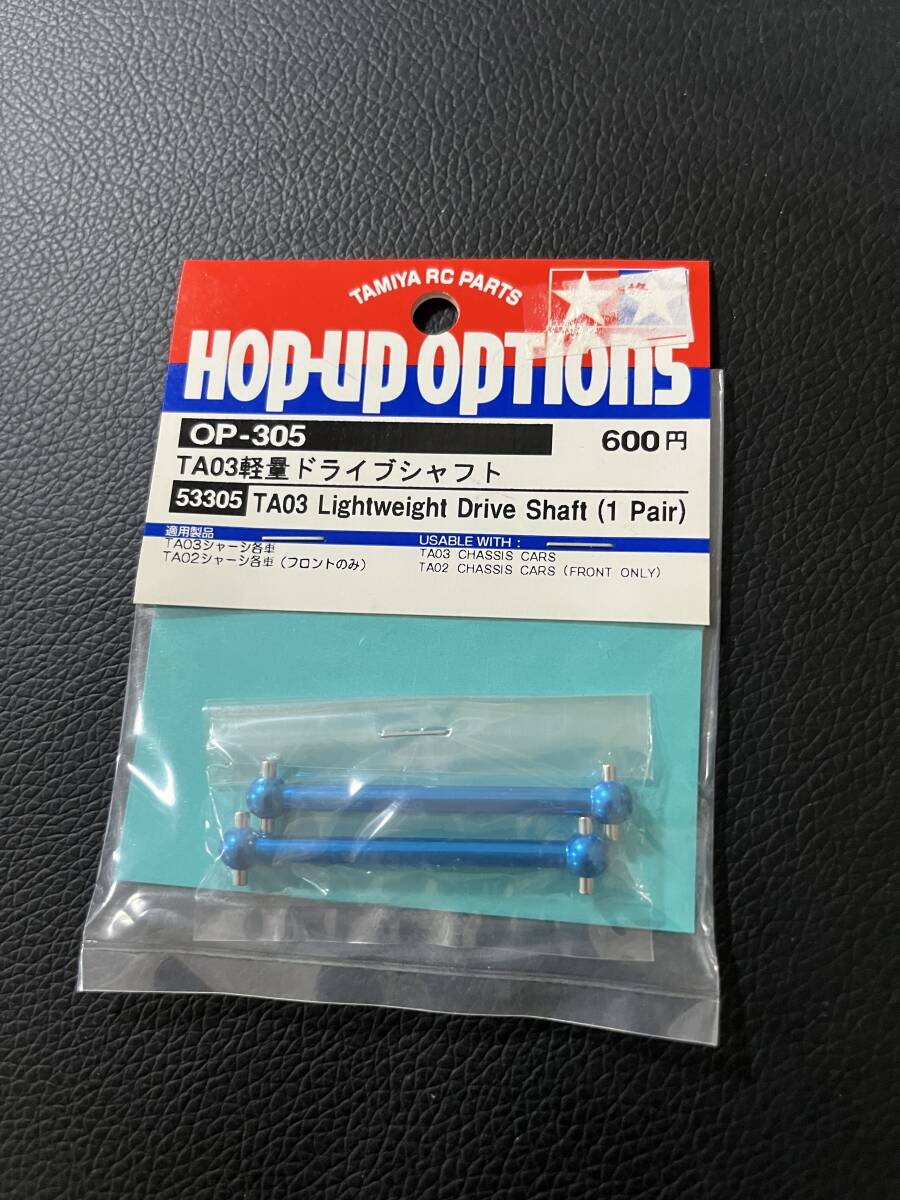 TAMIYA RC PARTS
HOP-UP OPTIONS
OP-305
600円
TA03軽量ドライブシャフト
53305 TA03 Lightweight Drive Shaft (1 Pair)
適用製品
TA03シャーシ各車
TA02シャーシ各車(フロントのみ)
USABLE WITH :
TA03 CHASSIS CARS
TA02 CHASSIS CARS (FRONT ONLY)